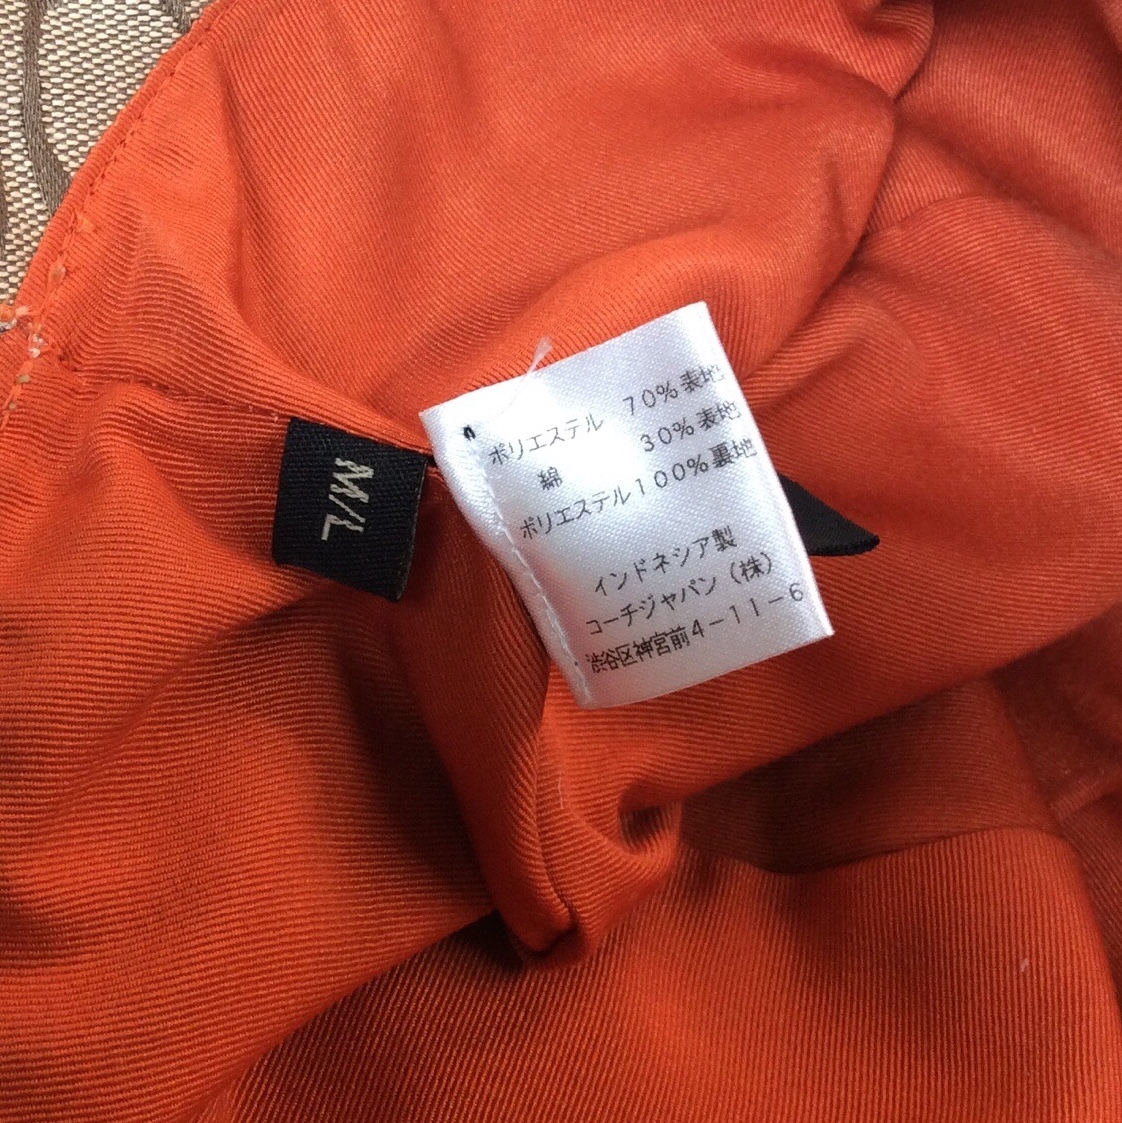 M/L
ポリエステル 70%表地
綿 30%表地
ポリエステル100%裏地
インドネシア製
コーチジャパン(株)
渋谷区神宮前4-11-6